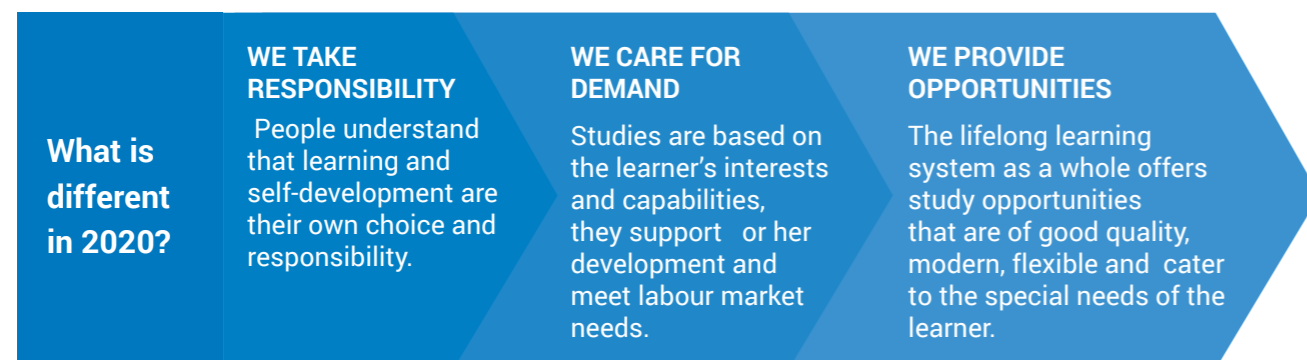 What is
different
in 2020?
WE TAKE
RESPONSIBILITY
People understand
that learning and
self-development are
their own choice and
responsibility.
WE CARE FOR
DEMAND
Studies are based on
the learner's interests
and capabilities,
they support or her
development and
meet labour market
needs.
WE PROVIDE
OPPORTUNITIES
The lifelong learning
system as a whole offers
study opportunities
that are of good quality,
modern, flexible and cater
to the special needs of the
learner.